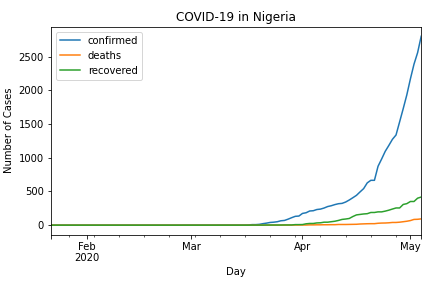 COVID-19 in Nigeria
confirmed
deaths
recovered
Number of Cases
2500
2000
1500
1000
500
0
Feb
2020
Mar
Apr
May
Day